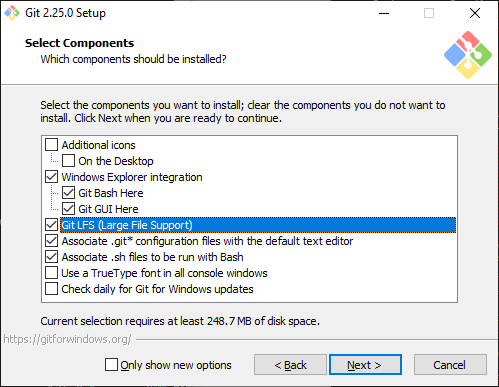 Git 2.25.0 Setup
Select Components
Which components should be installed?
Select the components you want to install; clear the components you do not want to
install. Click Next when you are ready to continue.
Additional icons
On the Desktop
Windows Explorer integration
Git Bash Here
Git GUI Here
Git LFS (Large File Support)
Associate .git* configuration files with the default text editor
Associate .sh files to be run with Bash
Use a TrueType font in all console windows
Check daily for Git for Windows updates
Current selection requires at least 248.7 MB of disk space.
https://gitforwindows.org/
Only show new options
< Back
Next >
Cancel